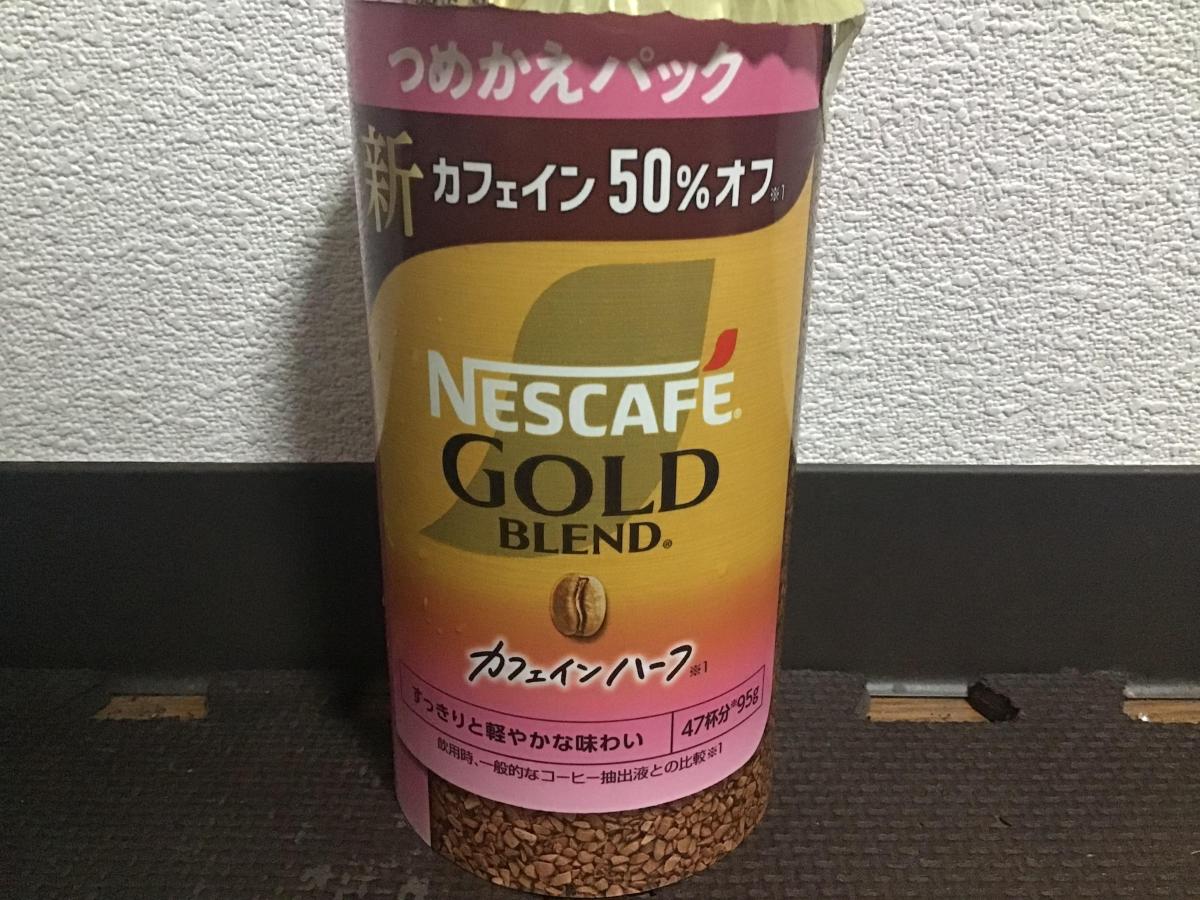 つめかえパック
新 カフェイン 50%オフ ※1
NESCAFÉ®
GOLD
BLEND®
カフェインハーフ ※1
すっきりと軽やかな味わい 47杯分※95g
飲用時、一般的なコーヒー抽出液との比較※1